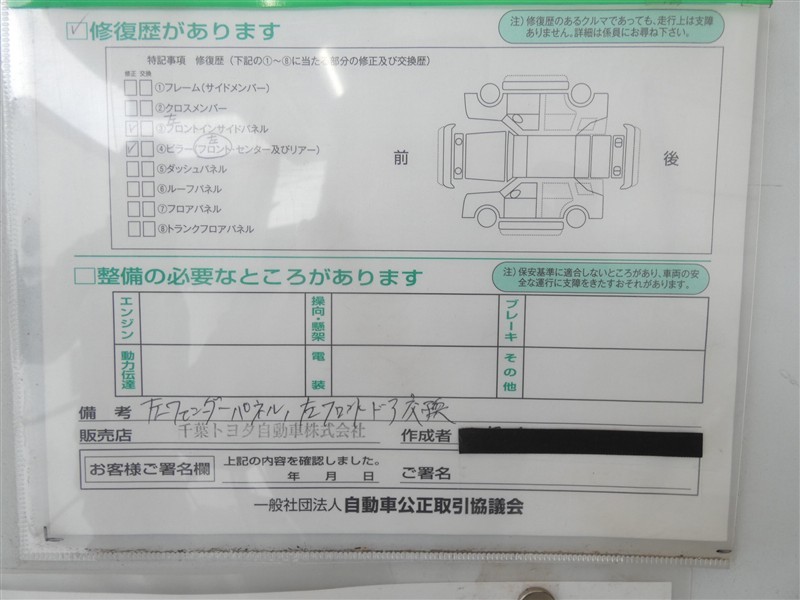 修復歴があります
注）修復歴のあるクルマであっても、走行上は支障
ありません。詳細は係員にお尋ね下さい。
特記事項 修復歴（下記の①～⑧に当たる部分の修正及び交換歴）
修正 交換
①フレーム（サイドメンバー）
②クロスメンバー
左
③フロントインサイドパネル
左
④ピラー（フロント センター及びリアー）
⑤ダッシュパネル
⑥ルーフパネル
⑦フロアパネル
⑧トランクフロアパネル
前
後
整備の必要なところがあります
注）保安基準に適合しないところがあり、車両の安
全な運行に支障をきたすおそれがあります。
エンジン
操向・懸架
ブレーキ
動力伝達
電装
その他
備考 左フェンダーパネル、左フロントドア交換
販売店 千葉トヨタ自動車株式会社 作成者
お客様ご署名欄 上記の内容を確認しました。
年 月 日 ご署名
一般社団法人 自動車公正取引協議会